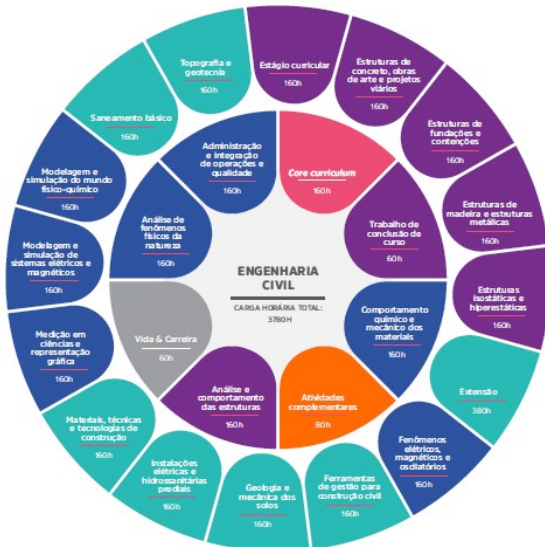 ENGENHARIA
CIVIL
CARGA HORÁRIA TOTAL:
3780H
Core curriculum
160h
Trabalho de
conclusão de
curso
60h
Comportamento
químico e
mecânico dos
materiais
160h
Atividades
complementares
80h
Análise e
comportamento
das estruturas
160h
Vida & Carreira
60h
Análise de
fenômenos
físicos da
natureza
160h
Administração
e integração
de operações e
qualidade
160h
Estágio curricular
160h
Estruturas
de concreto, obras
de arte e projetos
viários
160h
Estruturas
de fundações e
contenções
160h
Estruturas de
madeira e estruturas
metálicas
160h
Estruturas
isostáticas e
hiperestáticas
160h
Extensão
380h
Fenômenos
elétricos,
magnéticos e
oscilatórios
160h
Ferramentas
de gestão para
construção civil
160h
Geologia e
mecânica dos
solos
160h
Instalações
elétricas e
hidrossanitárias
prediais
160h
Materiais, técnicas
e tecnologias de
construção
160h
Medição em
ciências e
representação
gráfica
160h
Modelagem e
simulação de
sistemas elétricos e
magnéticos
160h
Modelagem
e simulação do mundo
físico-químico
160h
Saneamento básico
160h
Topografia e
geotecnia
160h